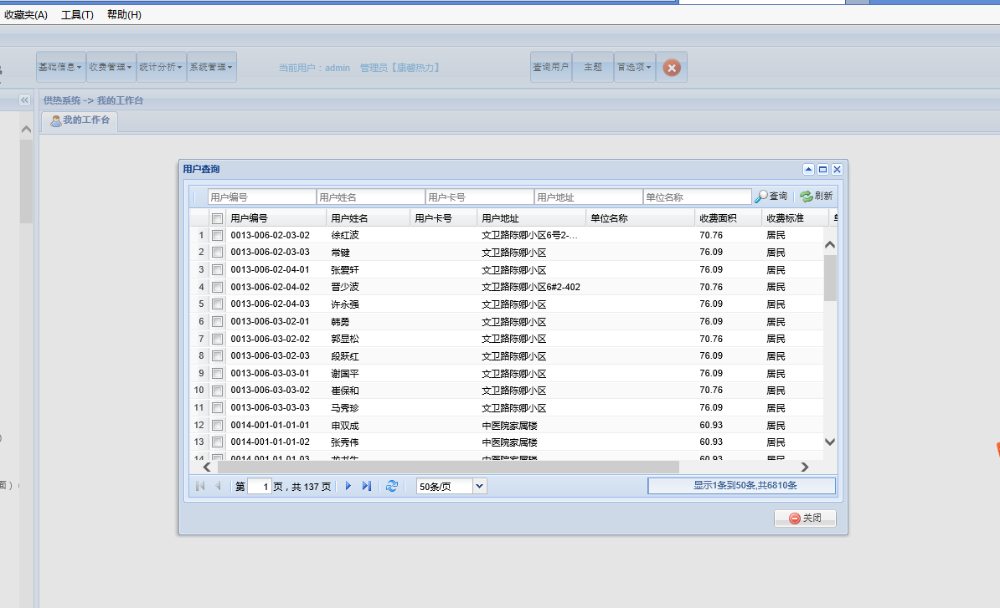 收藏夹(A) 工具(T) 帮助(H)
基础信息 收费管理 统计分析 系统管理 当前用户：admin 管理员【康馨热力】 查询用户 主题 首选项
供热系统 -> 我的工作台
我的工作台
用户查询
用户编号 用户姓名 用户卡号 用户地址 单位名称 查询 刷新
用户编号 用户姓名 用户卡号 用户地址 单位名称 收费面积 收费标准
1 0013-006-02-03-02 徐红波 文卫路陈卿小区6号2-... 70.76 居民
2 0013-006-02-03-03 常键 文卫路陈卿小区 76.09 居民
3 0013-006-02-04-01 张爱轩 文卫路陈卿小区 76.09 居民
4 0013-006-02-04-02 晋少波 文卫路陈卿小区6#2-402 70.76 居民
5 0013-006-02-04-03 许永强 文卫路陈卿小区 76.09 居民
6 0013-006-03-02-01 韩勇 文卫路陈卿小区 76.09 居民
7 0013-006-03-02-02 郭显松 文卫路陈卿小区 70.76 居民
8 0013-006-03-02-03 段跃红 文卫路陈卿小区 76.09 居民
9 0013-006-03-03-01 谢国平 文卫路陈卿小区 76.09 居民
10 0013-006-03-03-02 崔保和 文卫路陈卿小区 70.76 居民
11 0013-006-03-03-03 马秀珍 文卫路陈卿小区 76.09 居民
12 0014-001-01-01-01 申双成 中医院家属楼 60.93 居民
13 0014-001-01-01-02 张秀伟 中医院家属楼 60.93 居民
14 0014-001-01-01-03 中医院家属楼 60.93 居民
第 1 页，共 137 页 50条/页 显示1条到50条,共6810条
关闭